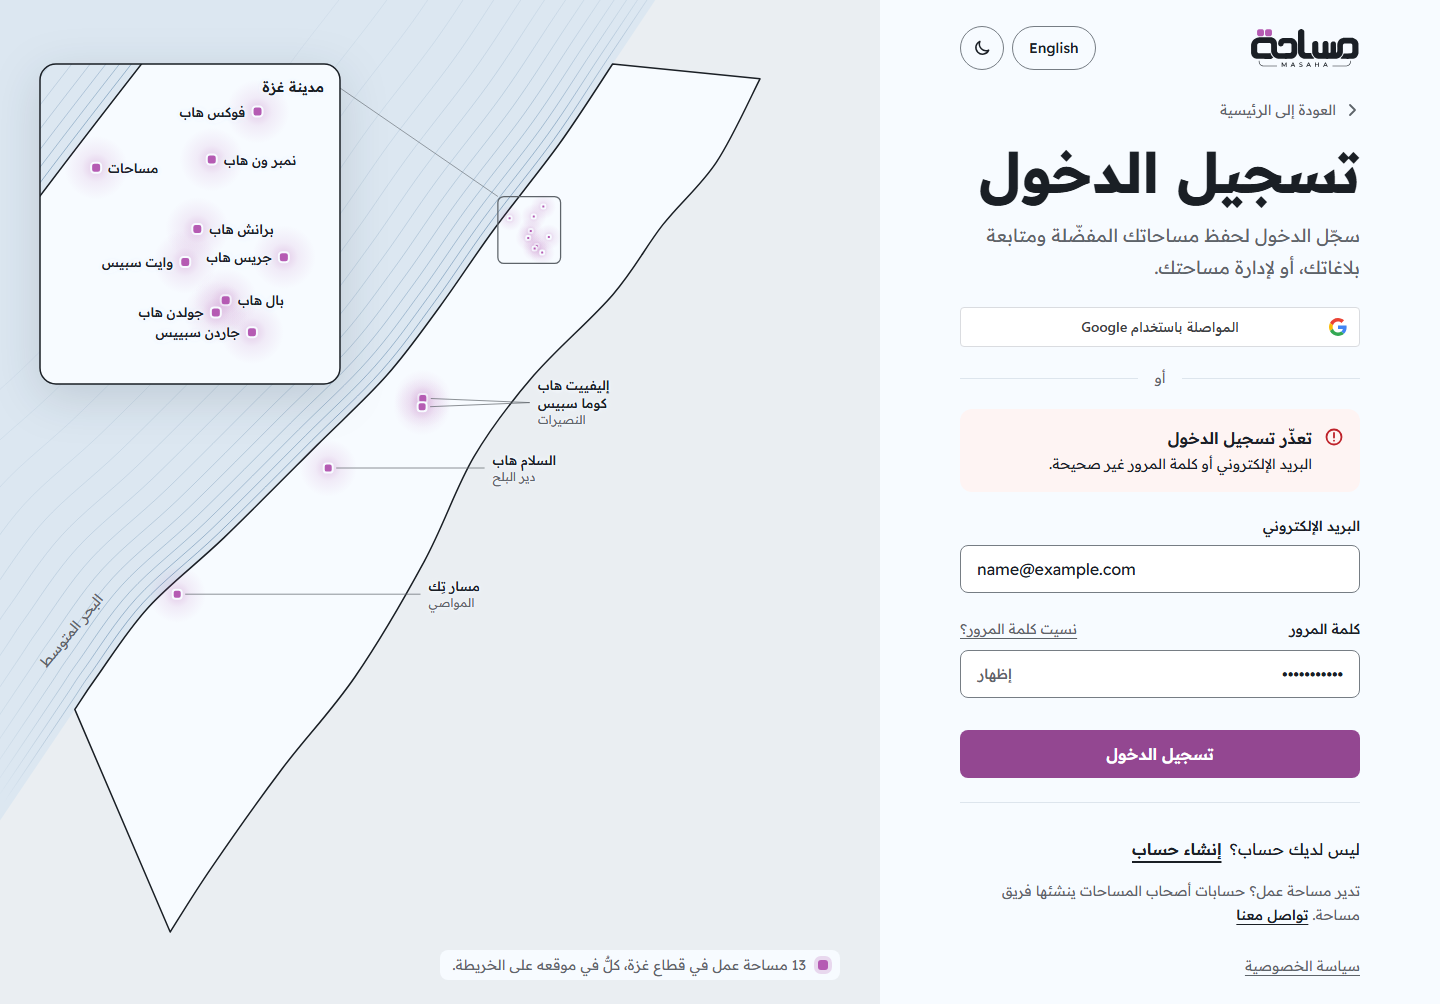 مساحة
MASAHA
English
العودة إلى الرئيسية
تسجيل الدخول
سجّل الدخول لحفظ مساحاتك المفضّلة ومتابعة
بلاغاتك، أو لإدارة مساحتك.
المواصلة باستخدام Google
أو
تعذّر تسجيل الدخول
البريد الإلكتروني أو كلمة المرور غير صحيحة.
البريد الإلكتروني
name@example.com
كلمة المرور
نسيت كلمة المرور؟
•••••••••••
إظهار
تسجيل الدخول
ليس لديك حساب؟ إنشاء حساب
تدير مساحة عمل؟ حسابات أصحاب المساحات ينشئها فريق
مساحة. تواصل معنا
سياسة الخصوصية
مدينة غزة
فوكس هاب
نمبر ون هاب
مساحات
برانش هاب
جريس هاب
وايت سبيس
بال هاب
جولدن هاب
جاردن سبيس
إليفييت هاب
كوما سبيس
النصيرات
السلام هاب
دير البلح
مسار تِك
المواصي
البحر المتوسط
13 مساحة عمل في قطاع غزة، كلٌّ في موقعه على الخريطة.